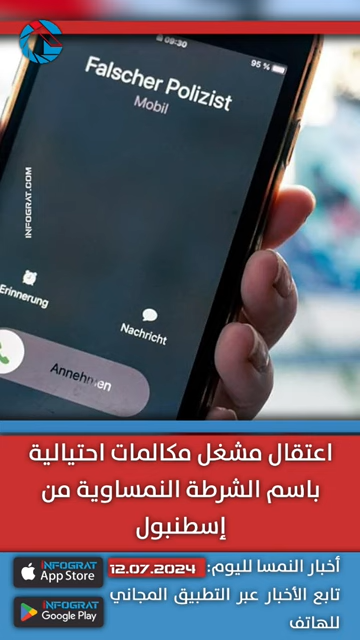 09:30
95 %
Falscher Polizist
Mobil
INFOGRAT.COM
Erinnerung
Nachricht
Annehmen
اعتقال مشغل مكالمات احتيالية
باسم الشرطة النمساوية من
إسطنبول
أخبار النمسا لليوم: 12.07.2024
تابع الأخبار عبر التطبيق المجاني
للهاتف
INFOGRAT
App Store
INFOGRAT
Google Play